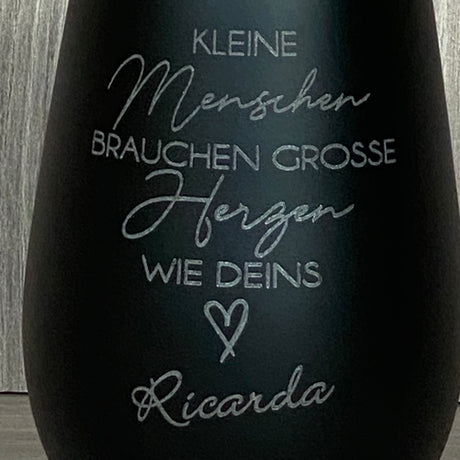 KLEINE
Menschen
BRAUCHEN GROSSE
Herzen
WIE DEINS
Ricarda